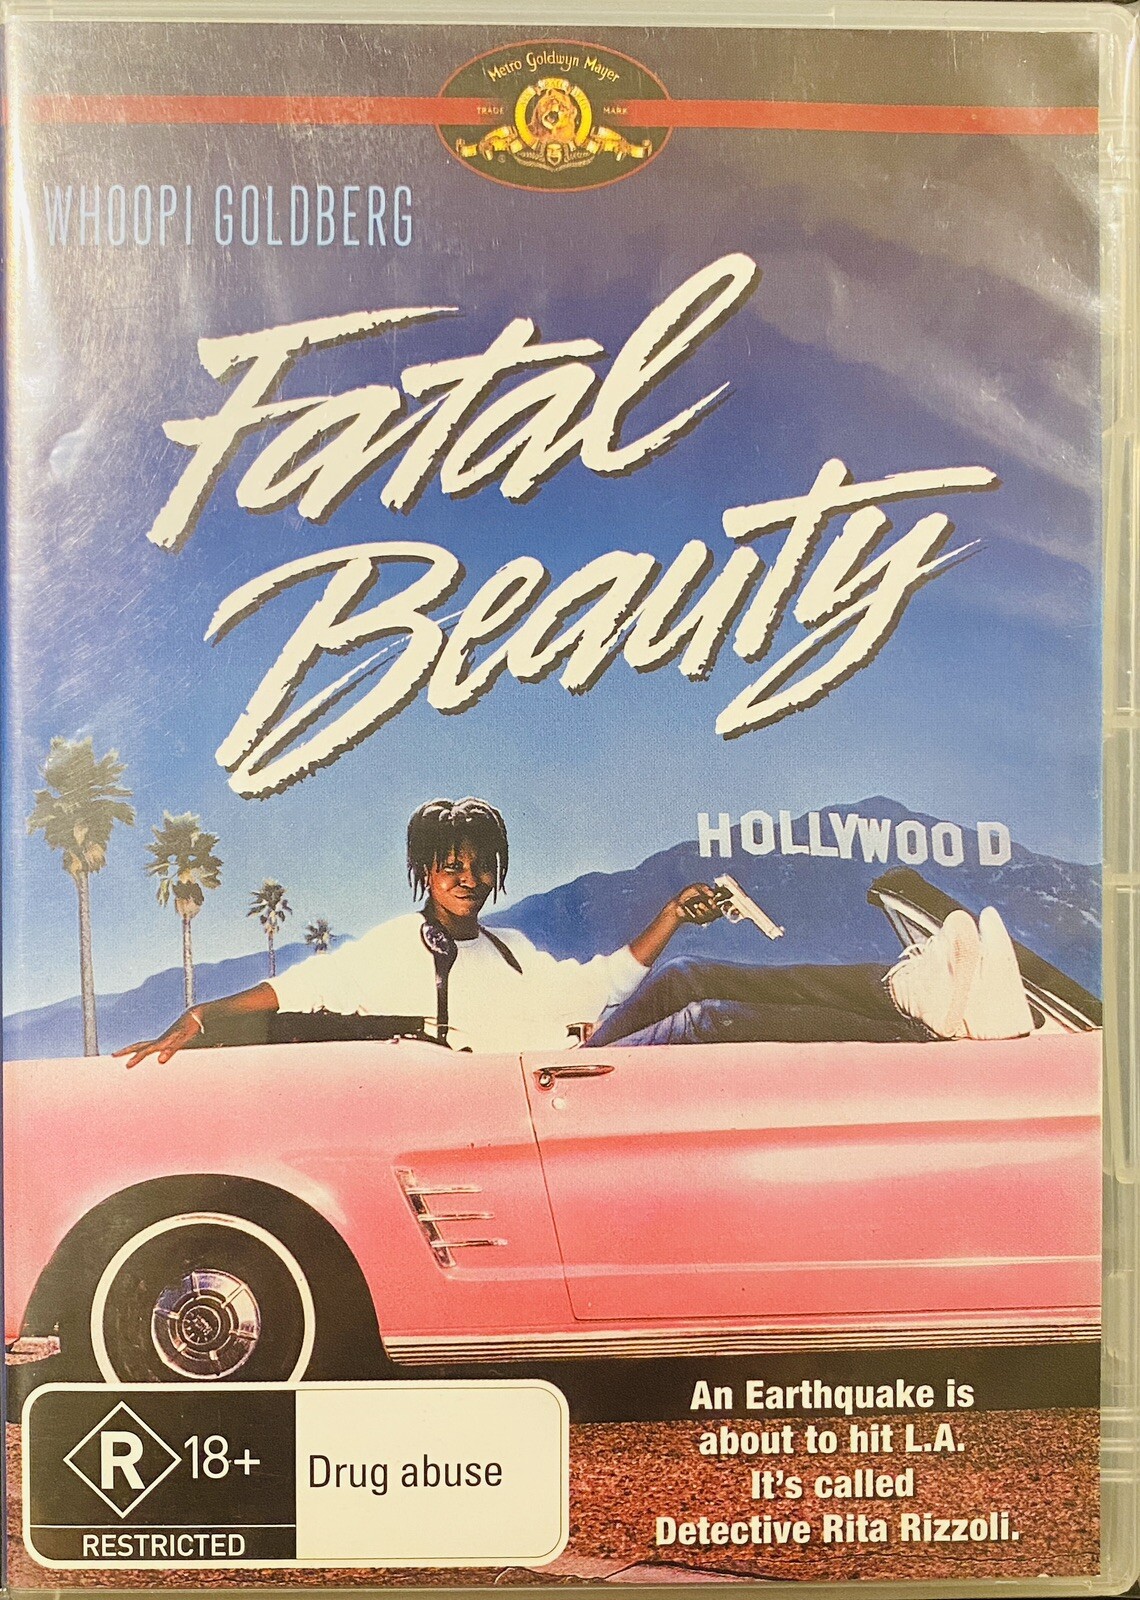 Metro Goldwyn Mayer
TRADE MARK
WHOOPI GOLDBERG
Fatal
Beauty
HOLLYWOOD
An Earthquake is
about to hit L.A.
It's called
Detective Rita Rizzoli.
R 18+
RESTRICTED
Drug abuse